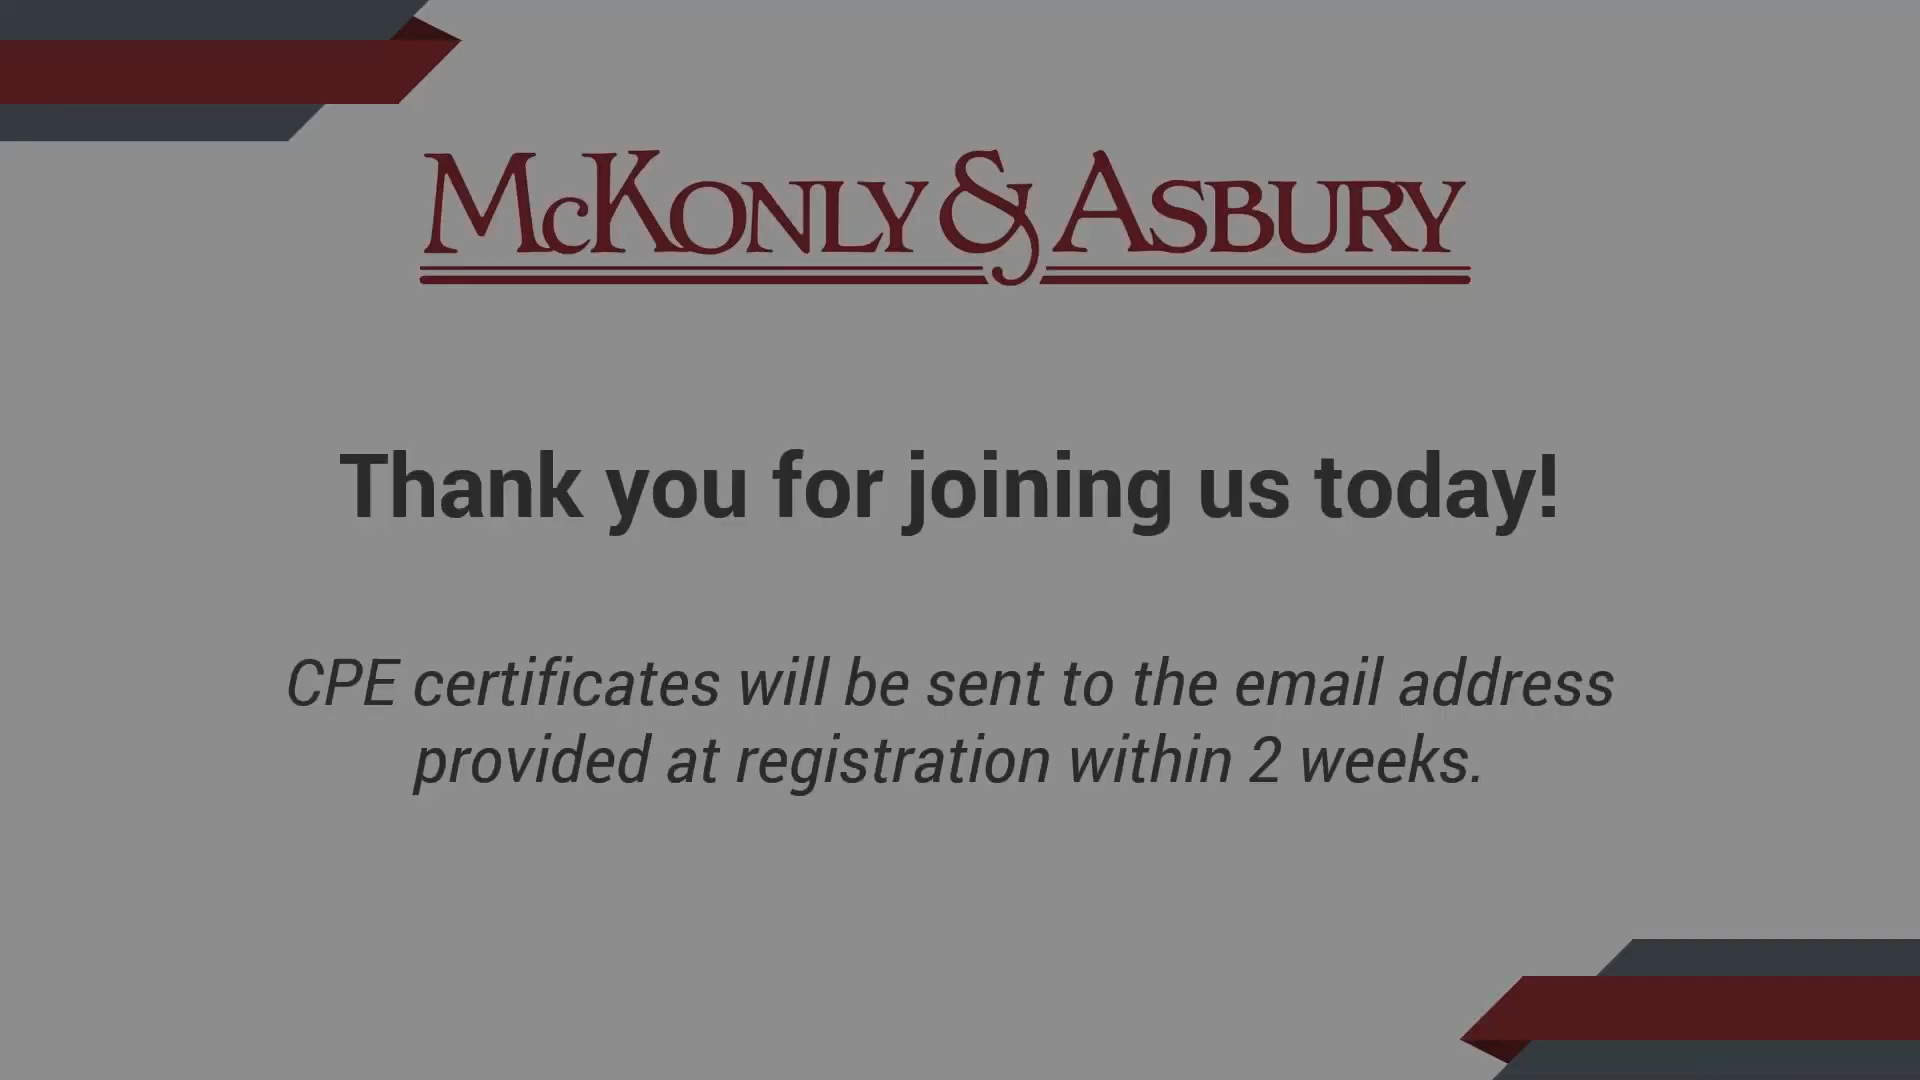 McKonly & Asbury
Thank you for joining us today!
CPE certificates will be sent to the email address
provided at registration within 2 weeks.